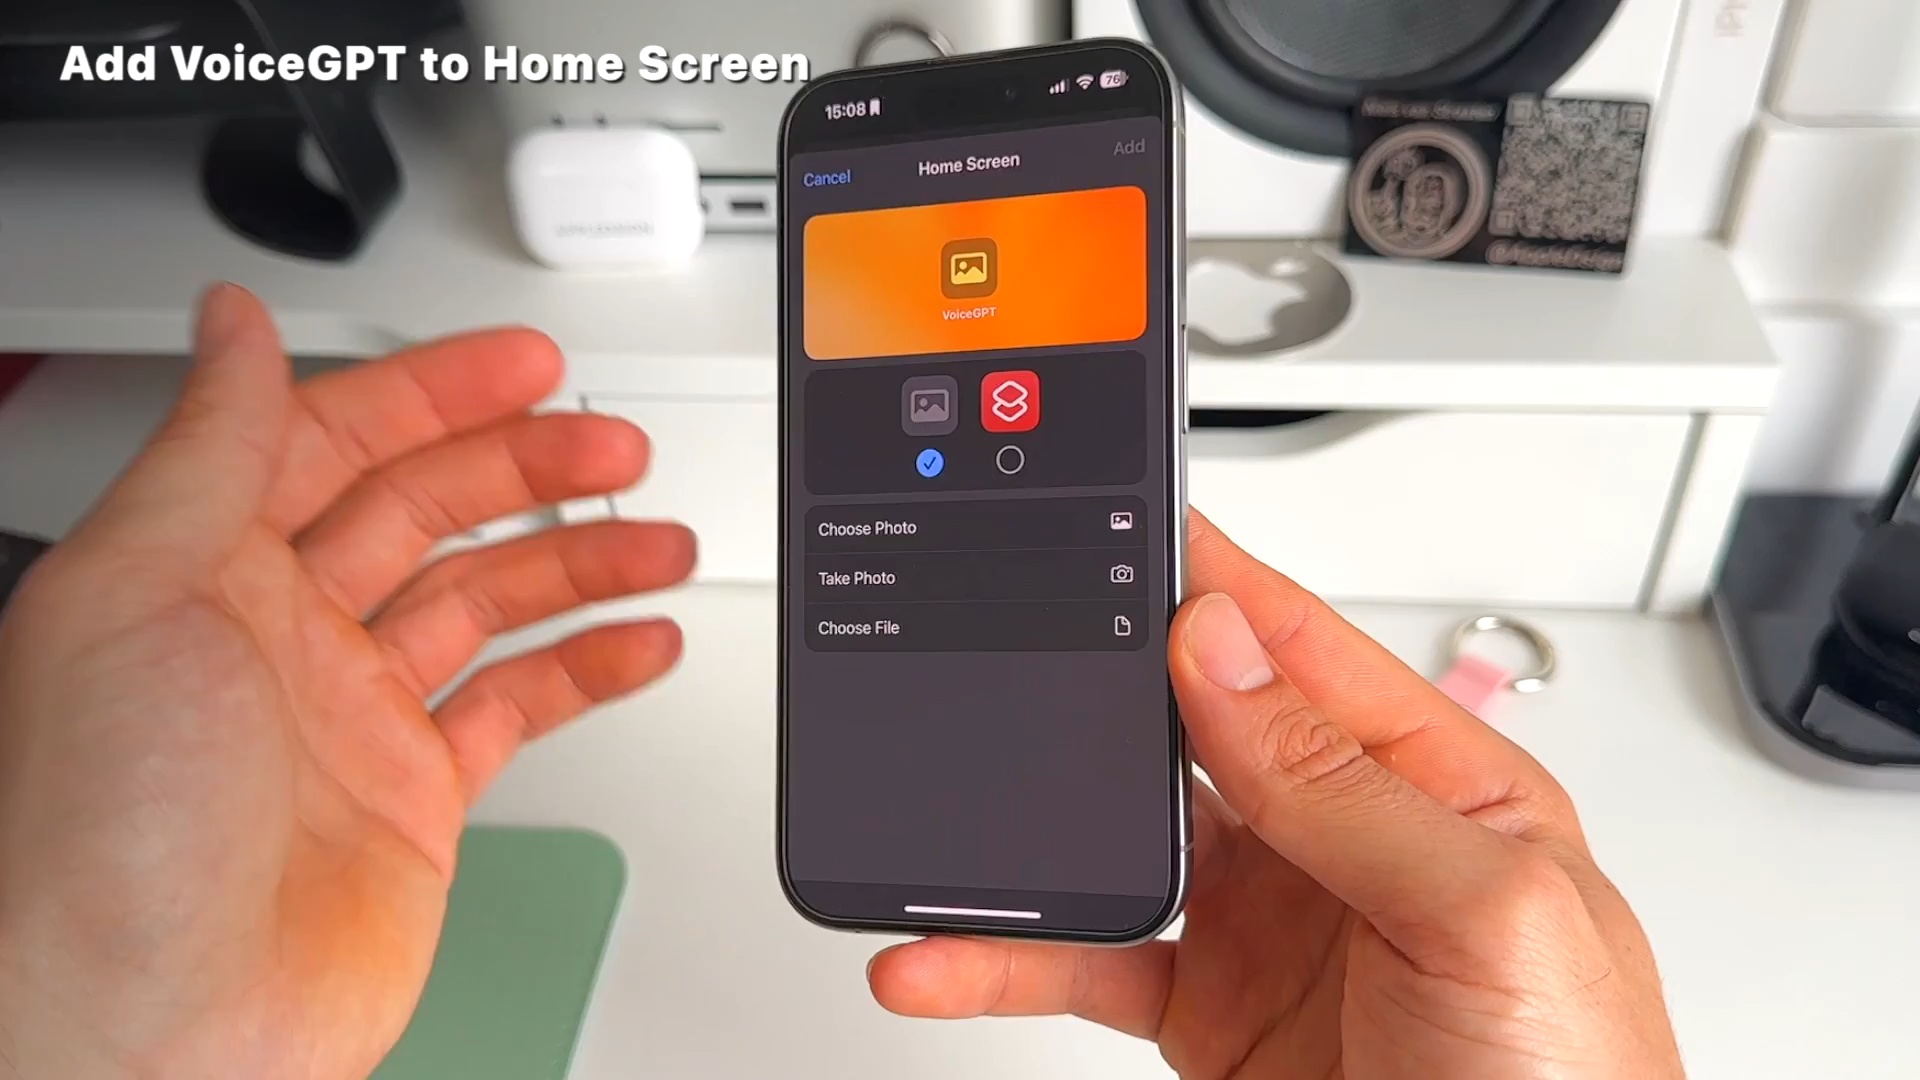 Add VoiceGPT to Home Screen
15:08
76
Cancel
Home Screen
Add
VoiceGPT
Choose Photo
Take Photo
Choose File